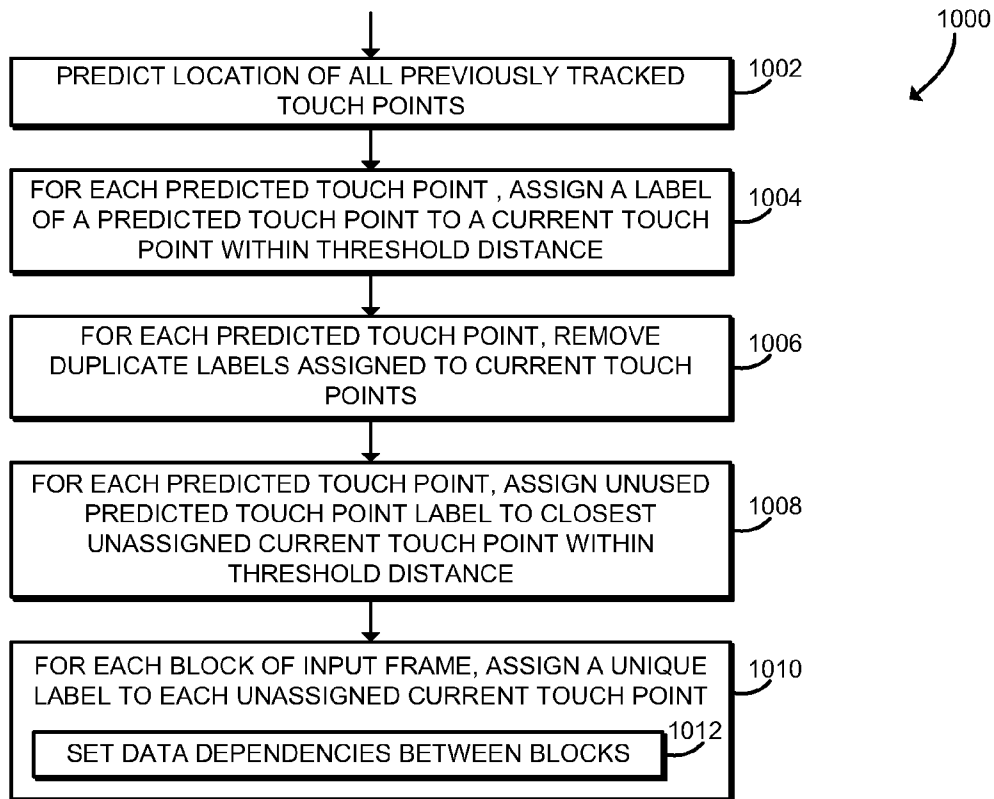 1000
PREDICT LOCATION OF ALL PREVIOUSLY TRACKED
TOUCH POINTS
1002
FOR EACH PREDICTED TOUCH POINT , ASSIGN A LABEL
OF A PREDICTED TOUCH POINT TO A CURRENT TOUCH
POINT WITHIN THRESHOLD DISTANCE
1004
FOR EACH PREDICTED TOUCH POINT, REMOVE
DUPLICATE LABELS ASSIGNED TO CURRENT TOUCH
POINTS
1006
FOR EACH PREDICTED TOUCH POINT, ASSIGN UNUSED
PREDICTED TOUCH POINT LABEL TO CLOSEST
UNASSIGNED CURRENT TOUCH POINT WITHIN
THRESHOLD DISTANCE
1008
FOR EACH BLOCK OF INPUT FRAME, ASSIGN A UNIQUE
LABEL TO EACH UNASSIGNED CURRENT TOUCH POINT
1010
SET DATA DEPENDENCIES BETWEEN BLOCKS
1012